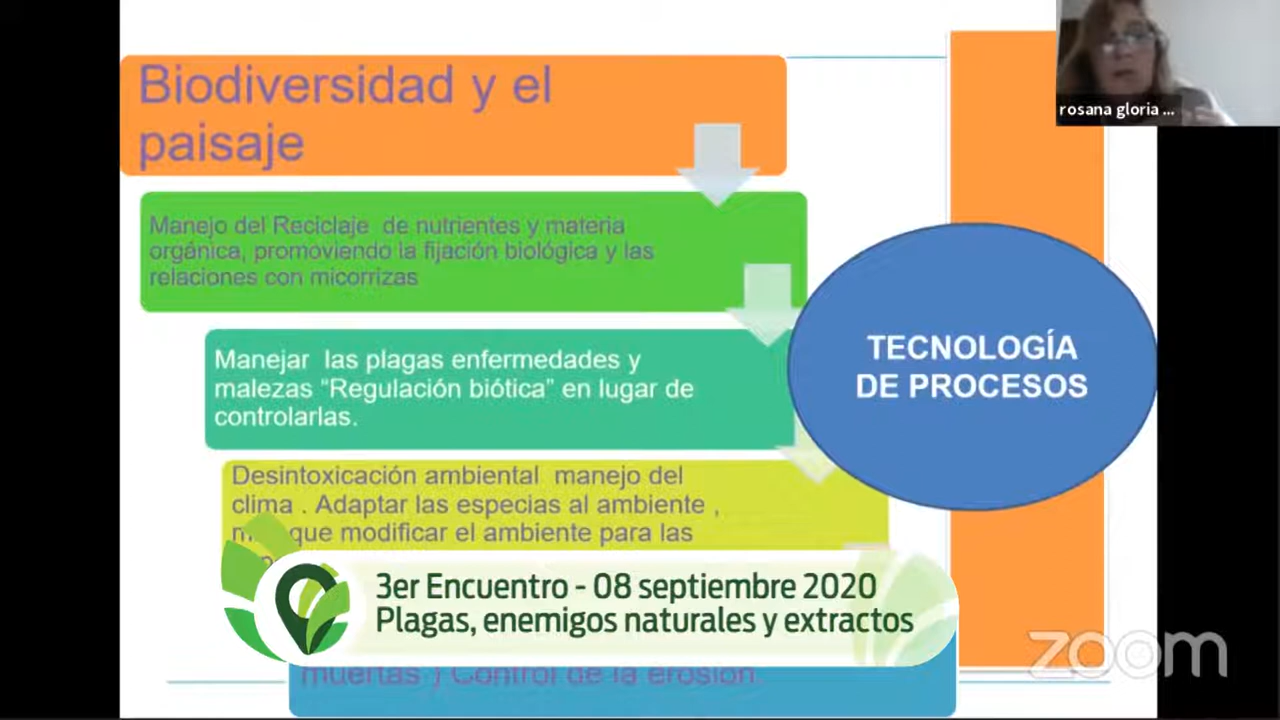 Biodiversidad y el
paisaje
rosana gloria ...
Manejo del Reciclaje de nutrientes y materia
orgánica, promoviendo la fijación biológica y las
relaciones con micorrizas
TECNOLOGÍA
DE PROCESOS
Manejar las plagas enfermedades y
malezas “Regulación biótica” en lugar de
controlarlas.
Desintoxicación ambiental manejo del
clima . Adaptar las especias al ambiente ,
que modificar el ambiente para las
3er Encuentro - 08 septiembre 2020
Plagas, enemigos naturales y extractos
muertas y Control de la erosión.
zoom